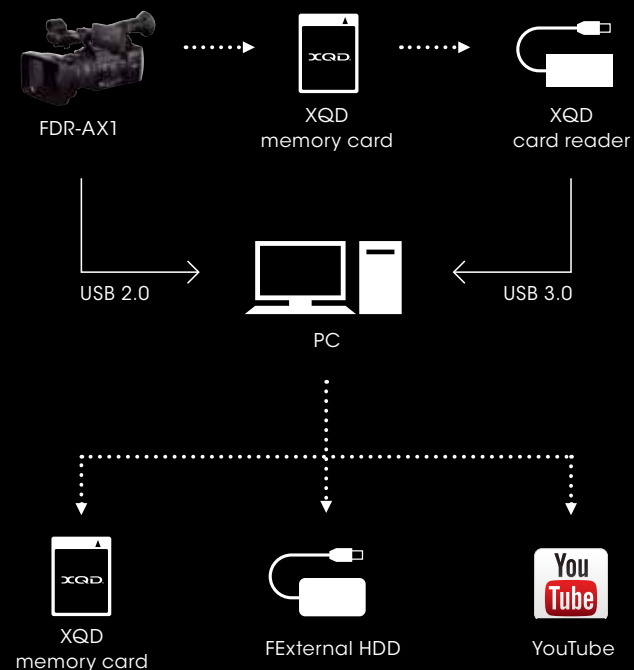 XQD
FDR-AX1
XQD
memory card
XQD
card reader
USB 2.0
USB 3.0
PC
XQD
You
Tube
XQD
memory card
FExternal HDD
YouTube